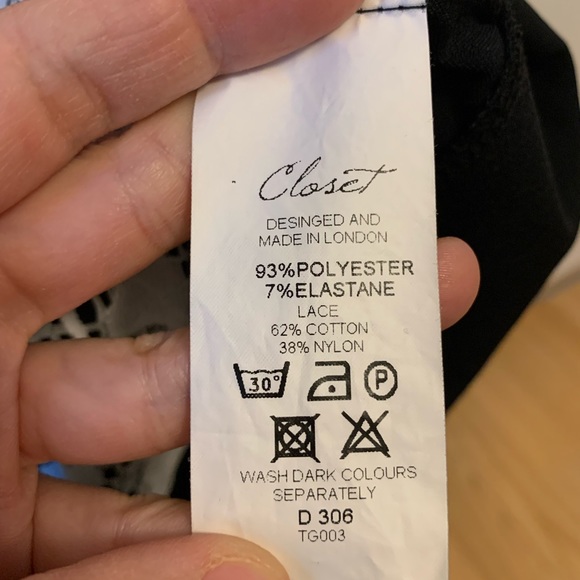 Closet
DESINGED AND
MADE IN LONDON
93%POLYESTER
7%ELASTANE
LACE
62% COTTON
38% NYLON
30°
P
WASH DARK COLOURS
SEPARATELY
D 306
TG003